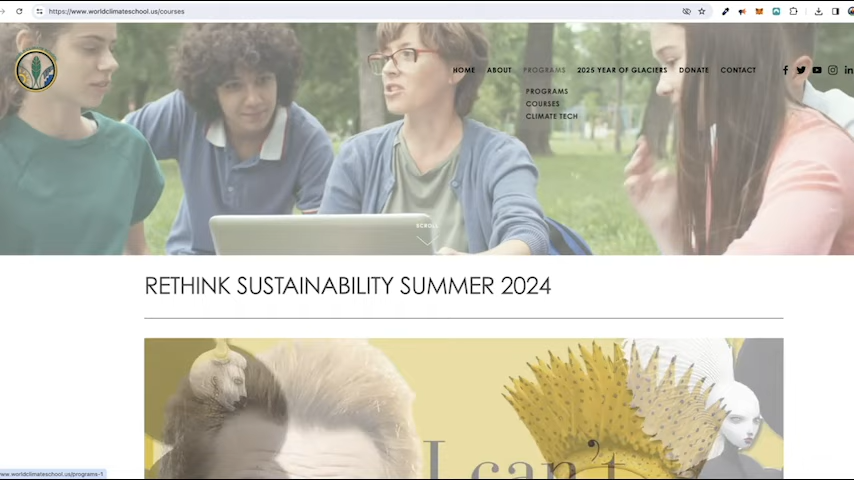 https://www.worldclimateschool.us/courses
HOME ABOUT PROGRAMS 2025 YEAR OF GLACIERS DONATE CONTACT
PROGRAMS
COURSES
CLIMATE TECH
SCROLL
RETHINK SUSTAINABILITY SUMMER 2024
I can't
www.worldclimateschool.us/programs-1